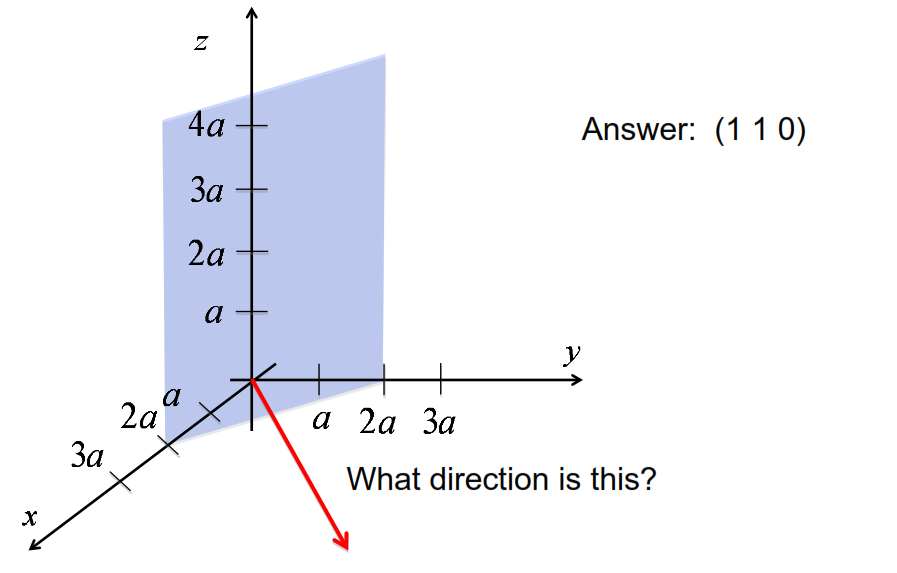 z
4a
Answer: (1 1 0)
3a
2a
a
y
a
2a
a 2a 3a
3a
What direction is this?
x